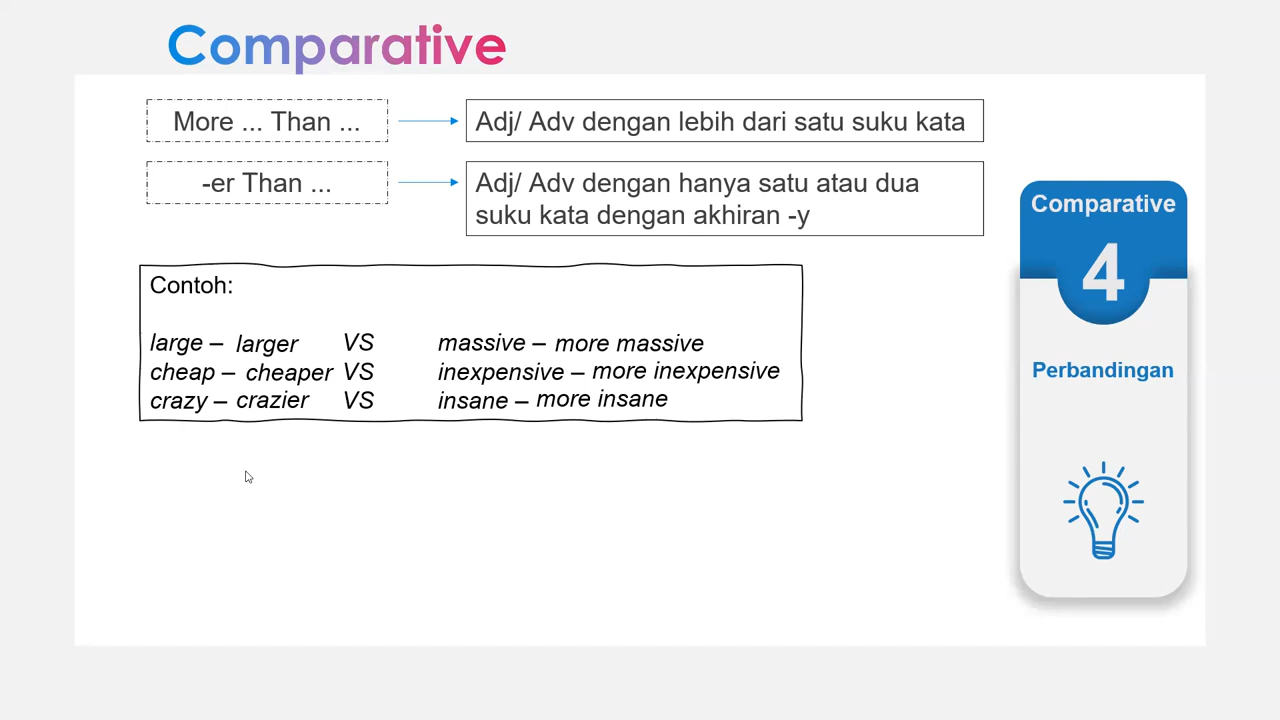 Comparative
More ... Than ...
Adj/ Adv dengan lebih dari satu suku kata
-er Than ...
Adj/ Adv dengan hanya satu atau dua
suku kata dengan akhiran -y
Contoh:
large – larger VS massive – more massive
cheap – cheaper VS inexpensive – more inexpensive
crazy – crazier VS insane – more insane
Comparative
4
Perbandingan